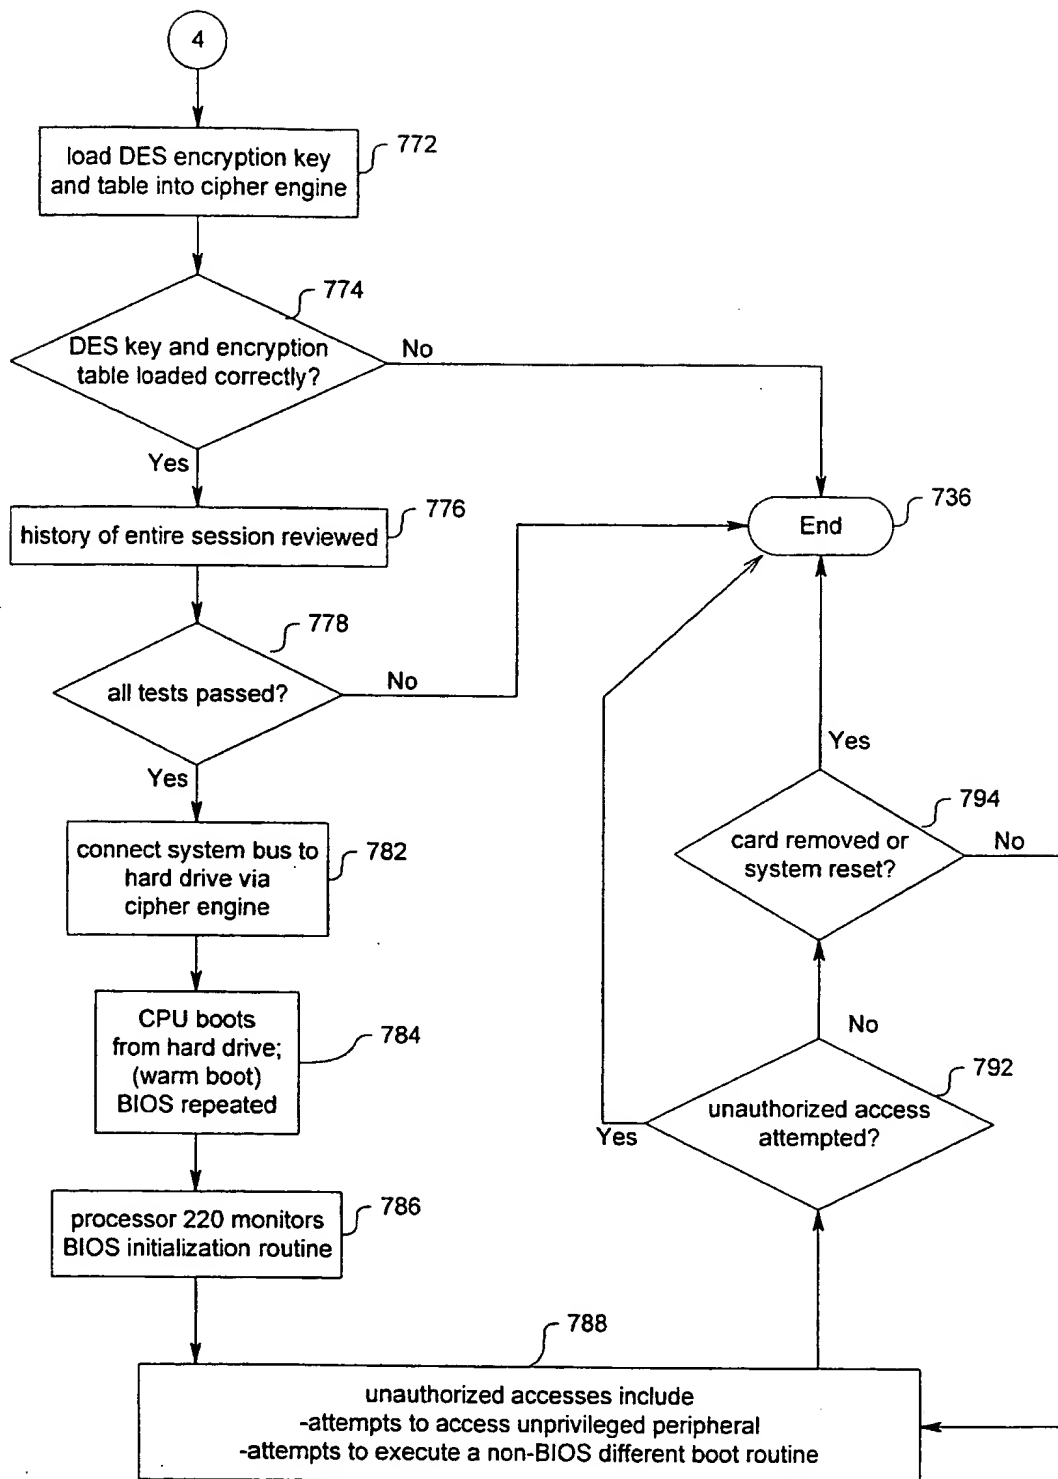 4
load DES encryption key
and table into cipher engine
772
774
DES key and encryption
table loaded correctly?
No
Yes
history of entire session reviewed
776
End
736
778
all tests passed?
No
Yes
connect system bus to
hard drive via
cipher engine
782
Yes
794
card removed or
system reset?
No
CPU boots
from hard drive;
(warm boot)
BIOS repeated
784
No
792
unauthorized access
attempted?
Yes
processor 220 monitors
BIOS initialization routine
786
788
unauthorized accesses include
-attempts to access unprivileged peripheral
-attempts to execute a non-BIOS different boot routine